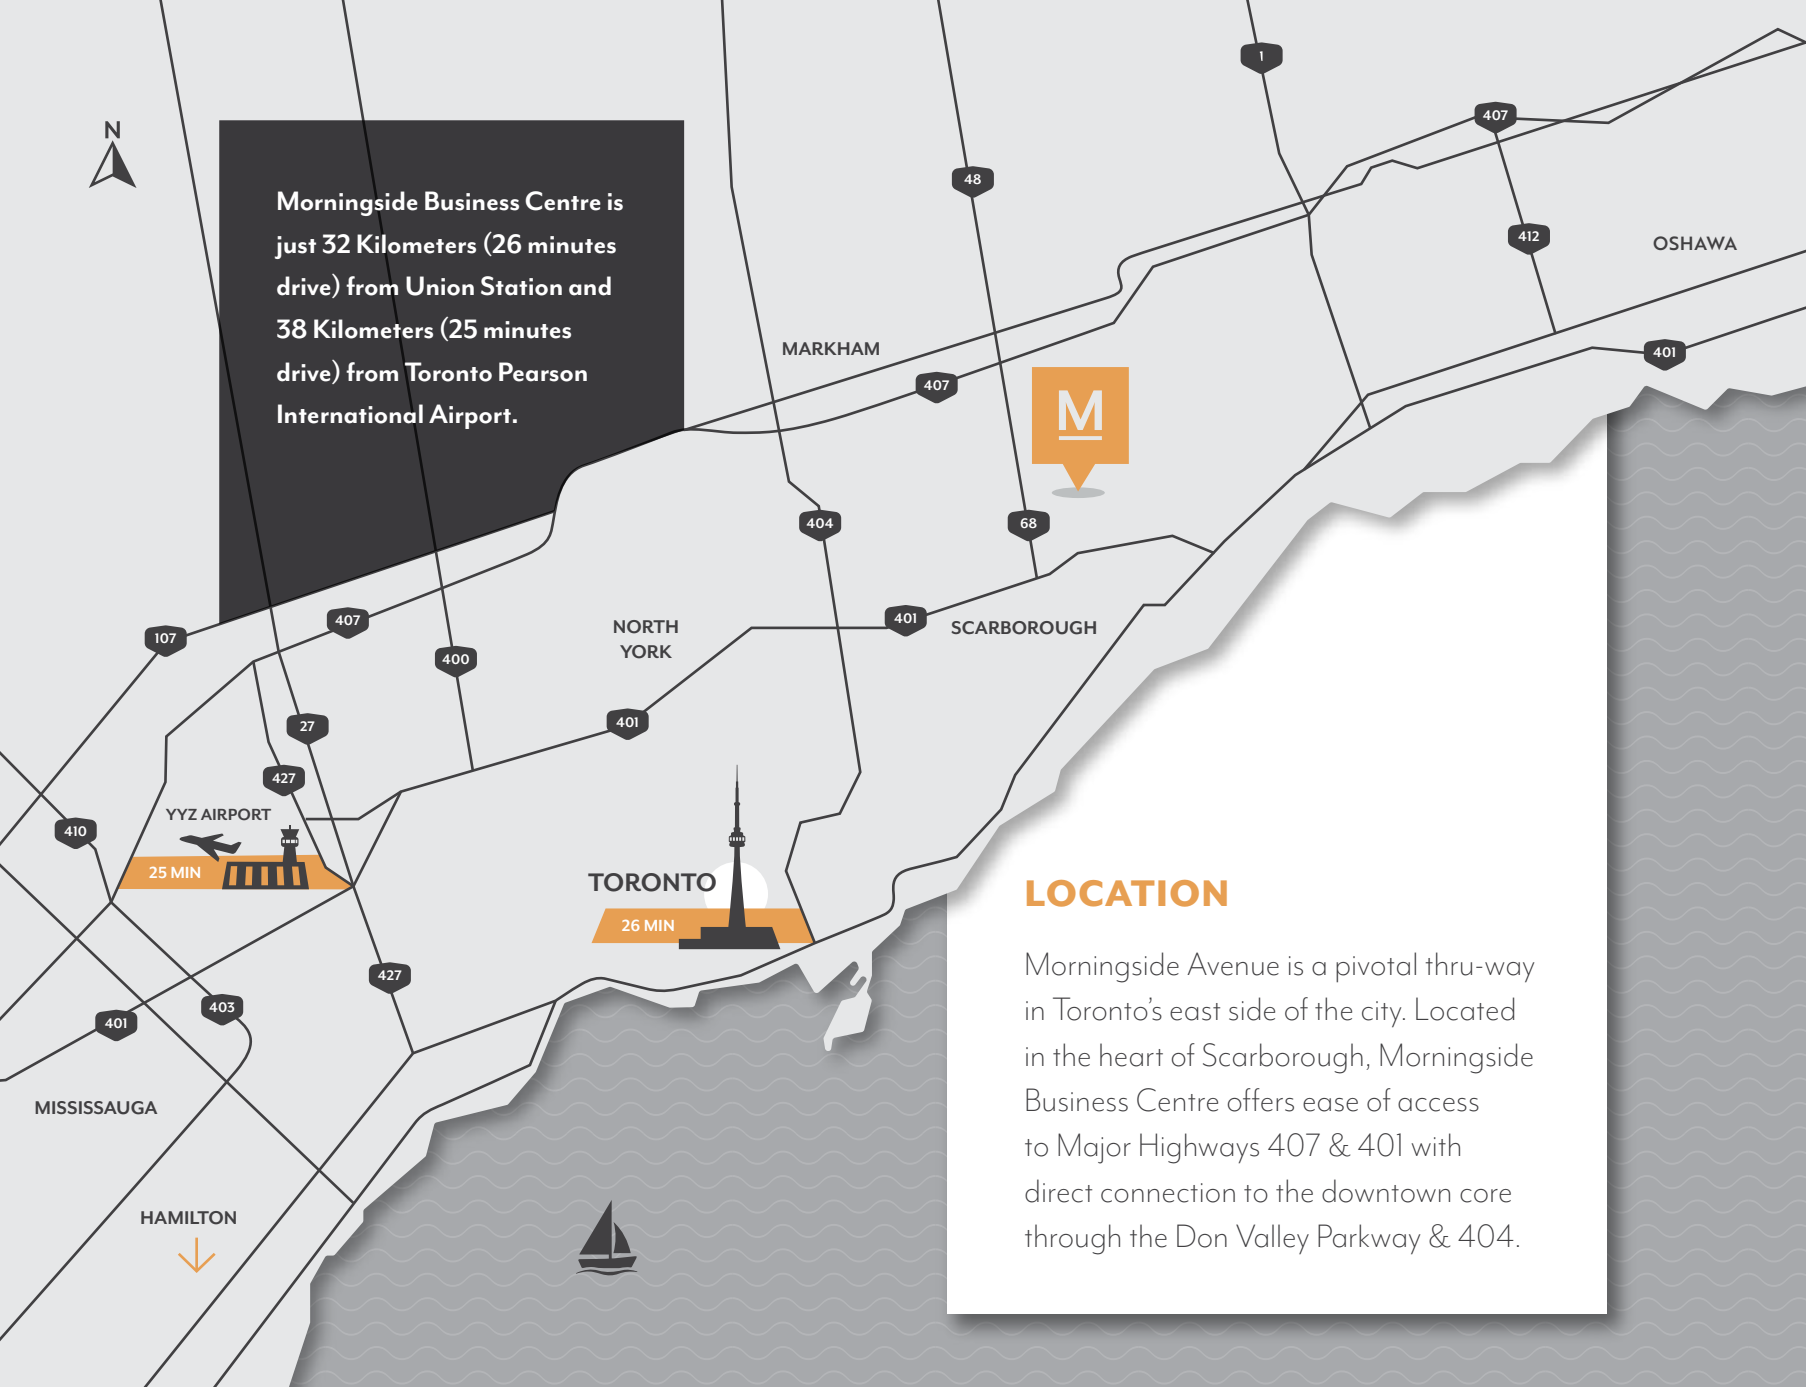 1
407
N
48
Morningside Business Centre is
just 32 Kilometers (26 minutes
drive) from Union Station and
38 Kilometers (25 minutes
drive) from Toronto Pearson
International Airport.
412
OSHAWA
MARKHAM
401
407
M
404
68
107
407
401
NORTH
YORK
SCARBOROUGH
400
27
401
427
YYZ AIRPORT
410
25 MIN
TORONTO
26 MIN
427
403
401
MISSISSAUGA
HAMILTON
LOCATION
Morningside Avenue is a pivotal thru-way
in Toronto's east side of the city. Located
in the heart of Scarborough, Morningside
Business Centre offers ease of access
to Major Highways 407 & 401 with
direct connection to the downtown core
through the Don Valley Parkway & 404.